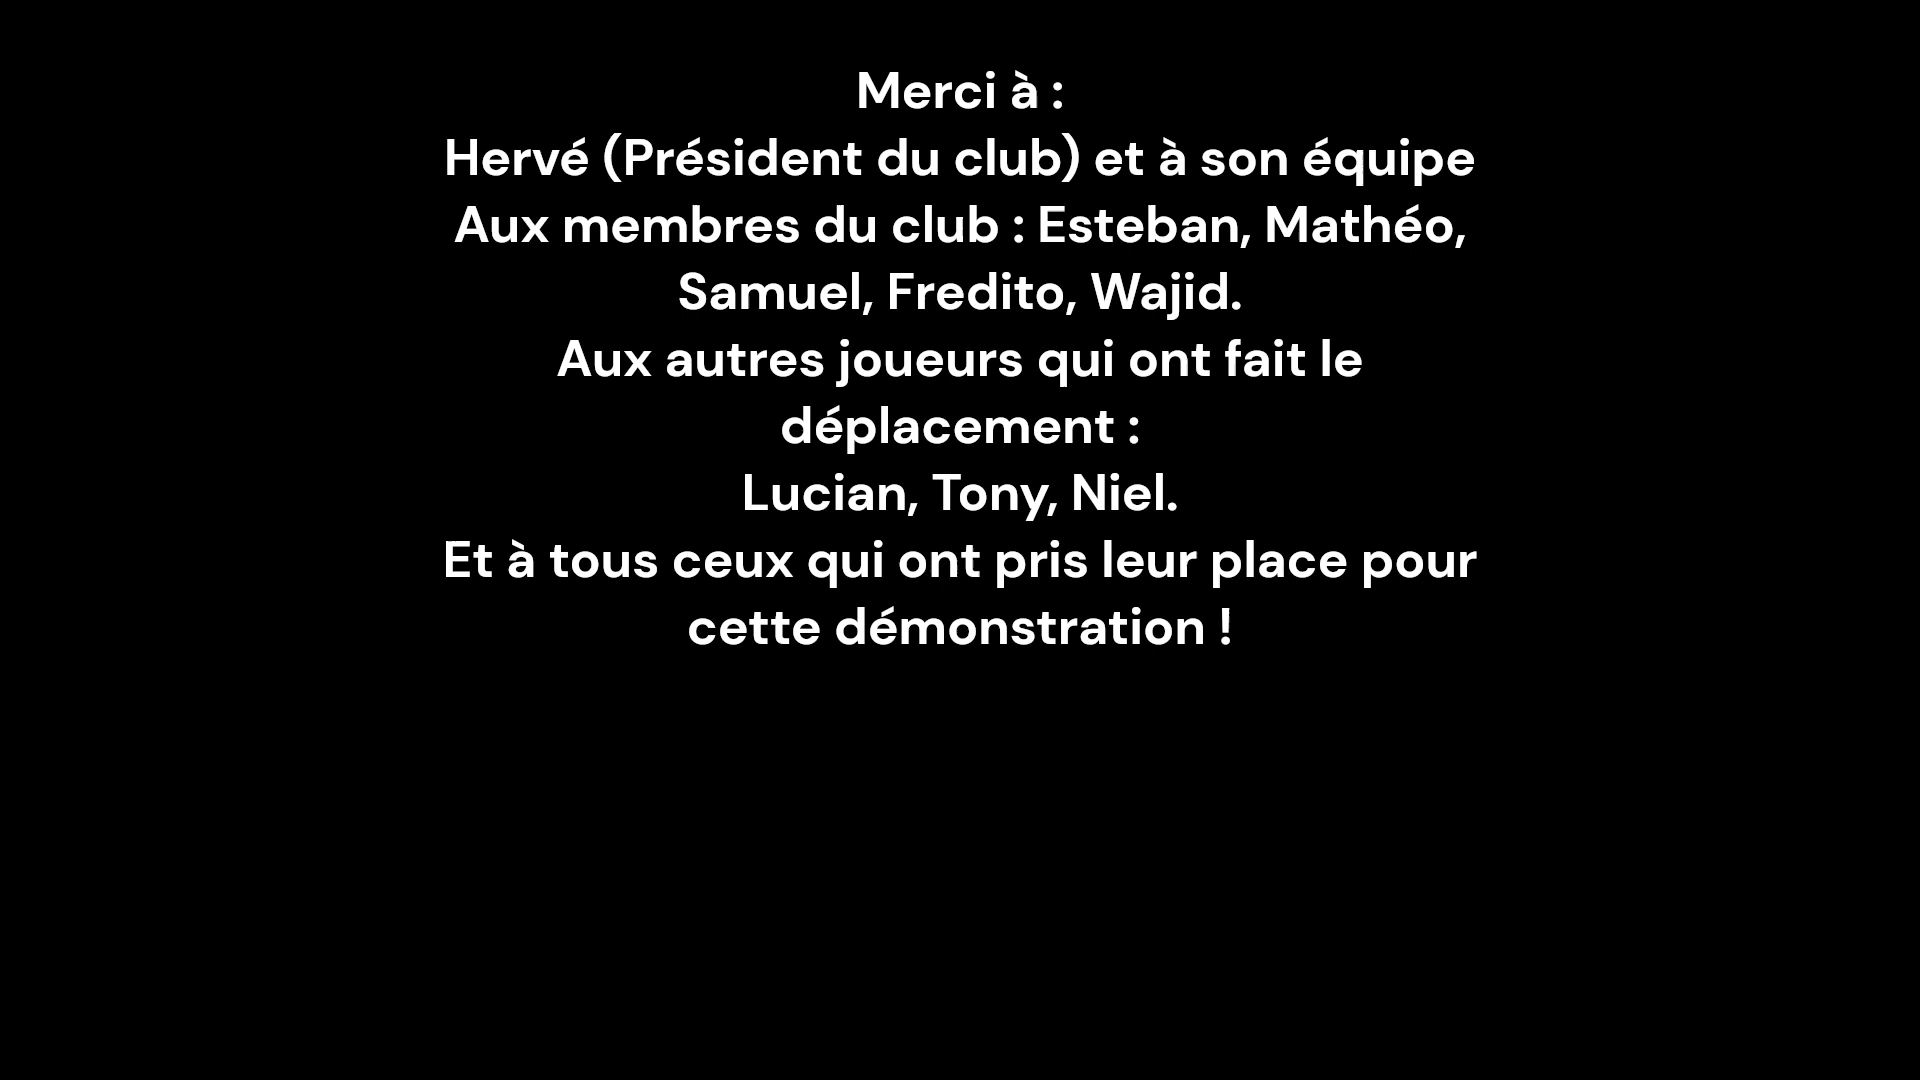 Merci à :
Hervé (Président du club) et à son équipe
Aux membres du club : Esteban, Mathéo,
Samuel, Fredito, Wajid.
Aux autres joueurs qui ont fait le
déplacement :
Lucian, Tony, Niel.
Et à tous ceux qui ont pris leur place pour
cette démonstration !